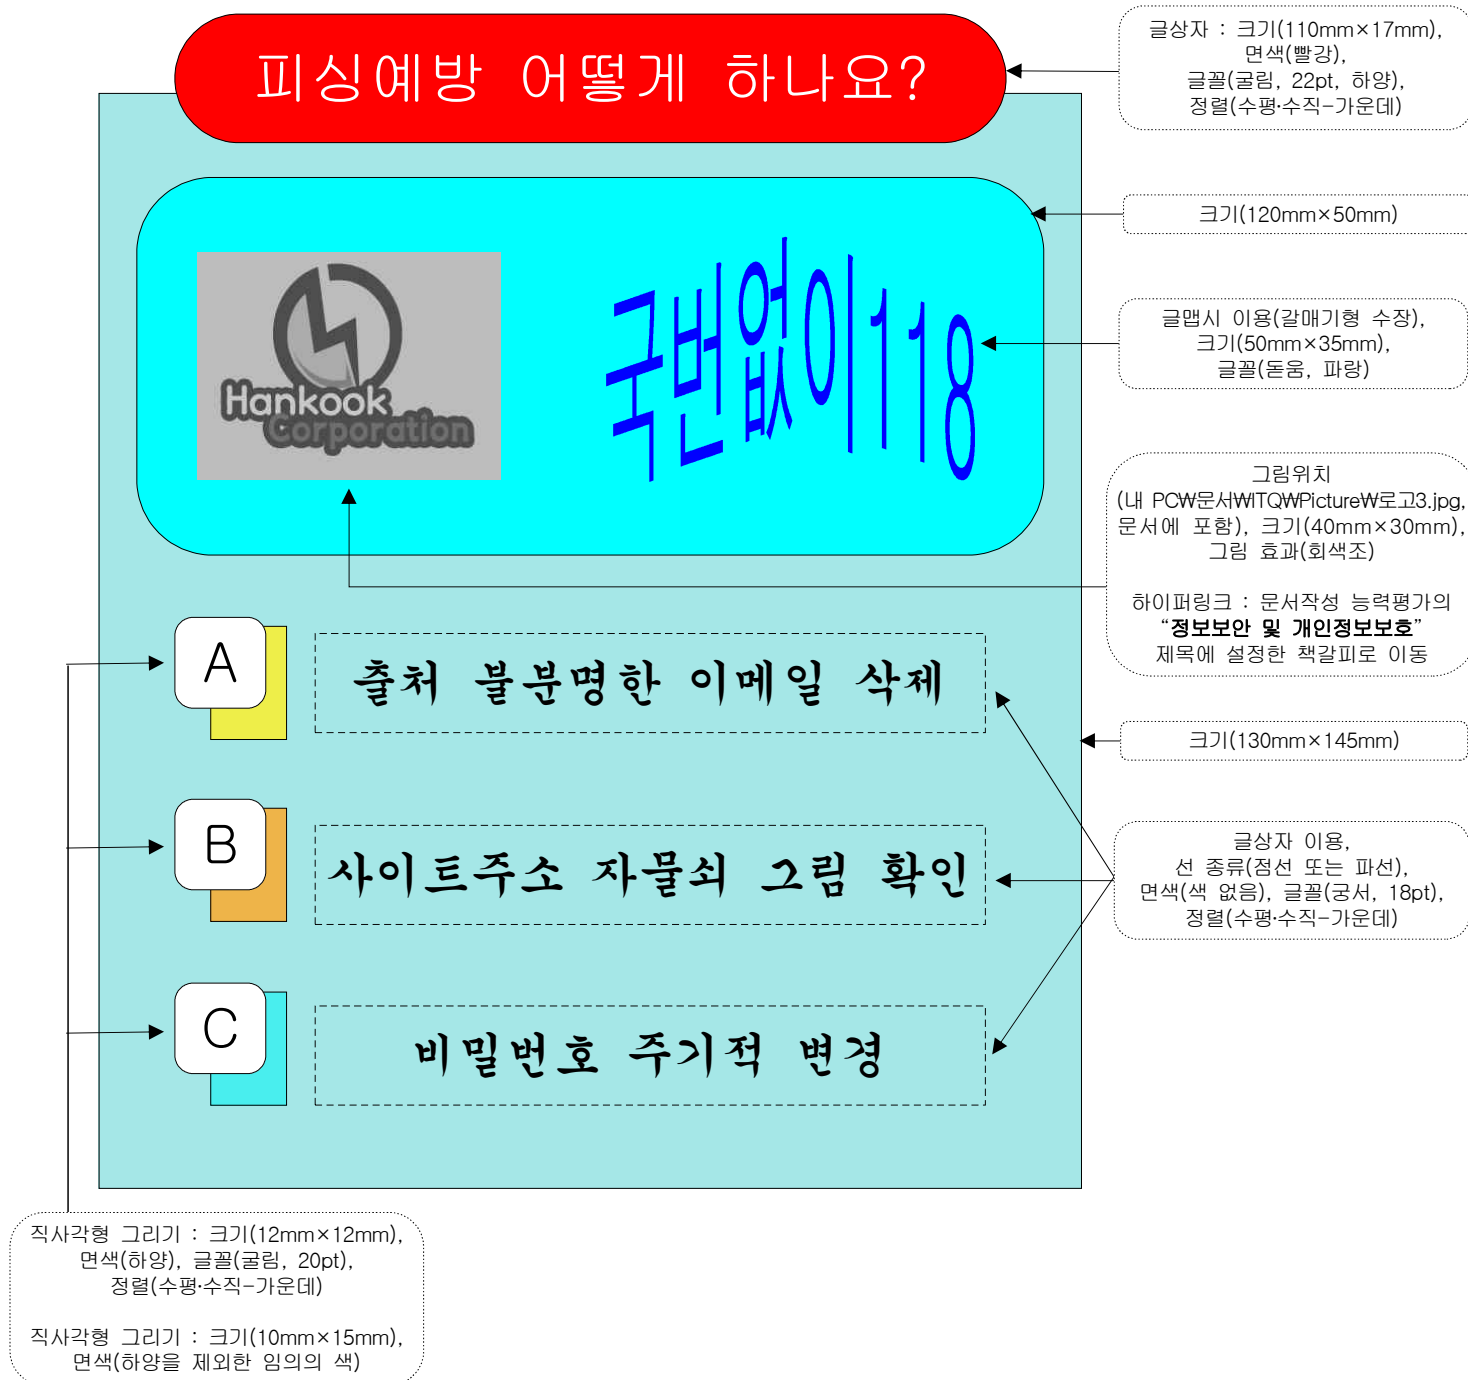 피싱예방 어떻게 하나요?
글상자 : 크기(110mm×17mm),
면색(빨강),
글꼴(굴림, 22pt, 하양),
정렬(수평·수직-가운데)
크기(120mm×50mm)
Hankook
Corporation
국번없이118
글맵시 이용(갈매기형 수장),
크기(50mm×35mm),
글꼴(돋움, 파랑)
그림위치
(내 PC₩문서₩ITQ₩Picture₩로고3.jpg,
문서에 포함), 크기(40mm×30mm),
그림 효과(회색조)
하이퍼링크 : 문서작성 능력평가의
“정보보안 및 개인정보보호”
제목에 설정한 책갈피로 이동
A
출처 불분명한 이메일 삭제
크기(130mm×145mm)
B
사이트주소 자물쇠 그림 확인
글상자 이용,
선 종류(점선 또는 파선),
면색(색 없음), 글꼴(궁서, 18pt),
정렬(수평·수직-가운데)
C
비밀번호 주기적 변경
직사각형 그리기 : 크기(12mm×12mm),
면색(하양), 글꼴(굴림, 20pt),
정렬(수평·수직-가운데)
직사각형 그리기 : 크기(10mm×15mm),
면색(하양을 제외한 임의의 색)